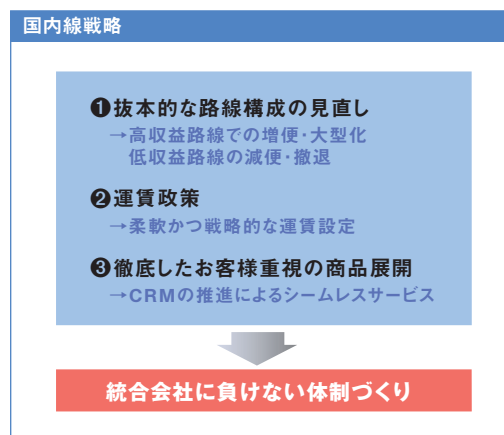 国内線戦略
❶抜本的な路線構成の見直し
→高収益路線での増便・大型化
低収益路線の減便・撤退
❷運賃政策
→柔軟かつ戦略的な運賃設定
❸徹底したお客様重視の商品展開
→CRMの推進によるシームレスサービス
統合会社に負けない体制づくり